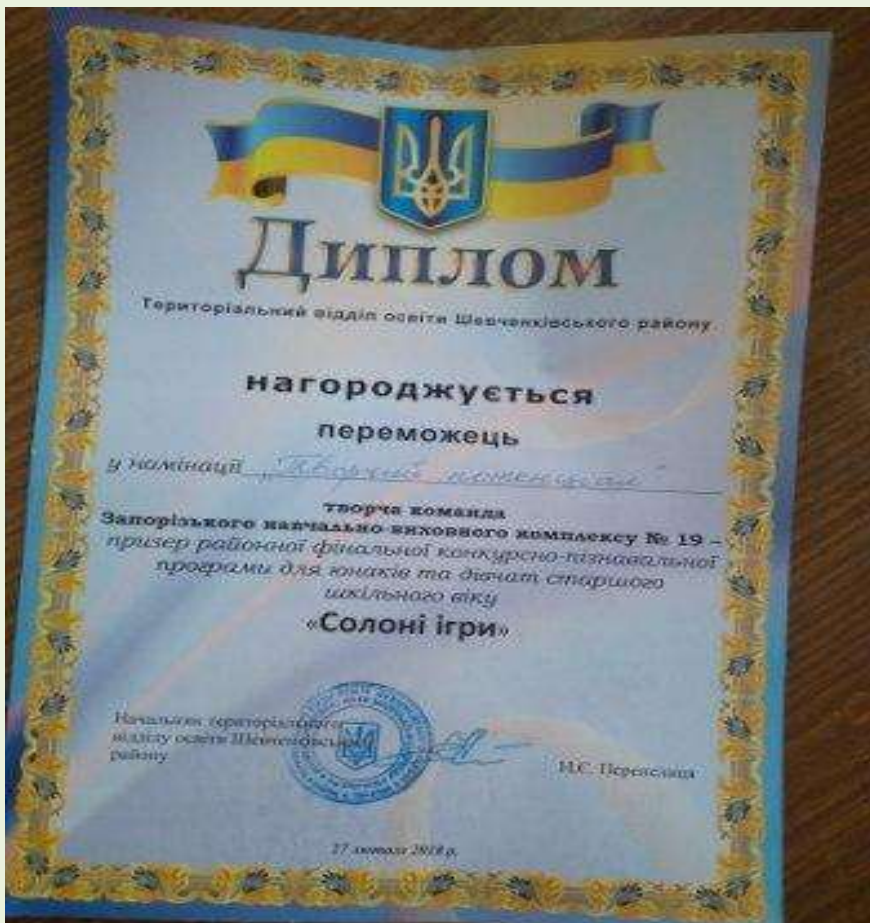 Диплом
Територіальний відділ освіти Шевченківського району
нагороджується
переможець
у номінації „Творчий потенціал"
творча команда
Запорізького навчально-виховного комплексу № 19 –
призер районної фінальної конкурсно-пізнавальної
програми для юнаків та дівчат старшого
шкільного віку
«Солоні ігри»
Начальник територіального
відділу освіти Шевченківського
району
Н.Є.
27 лютого 2018 р.